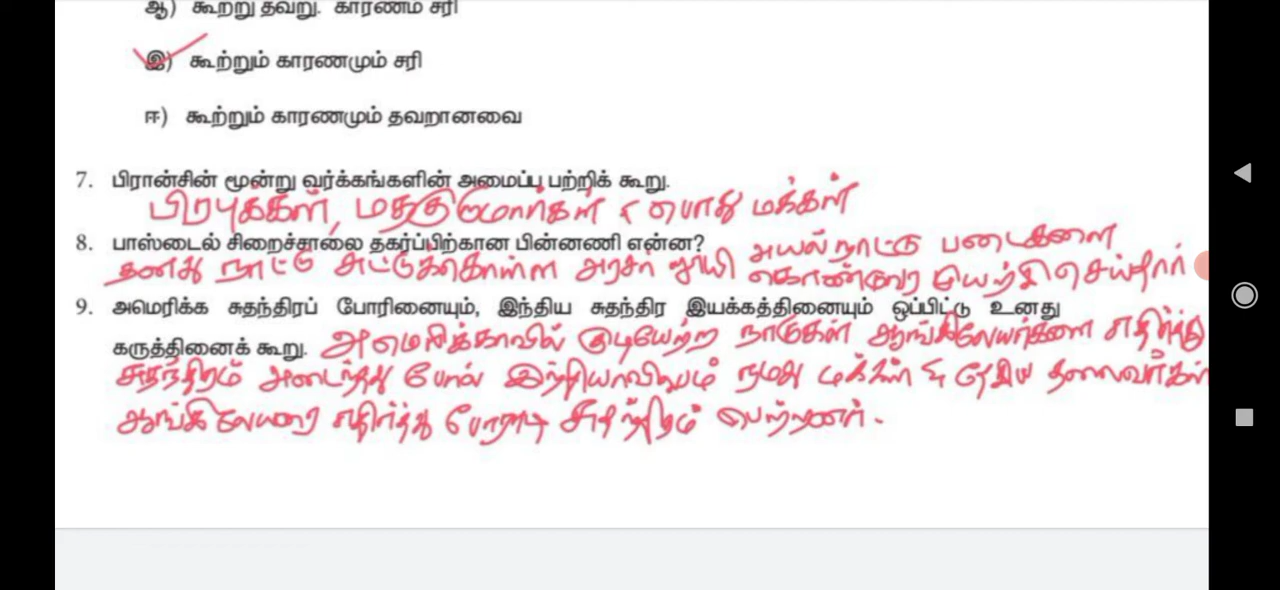 ஆ) கூற்று தவறு. காரணம் சரி
இ) கூற்றும் காரணமும் சரி
ஈ) கூற்றும் காரணமும் தவறானவை
7. பிரான்சின் மூன்று வர்க்கங்களின் அமைப்பு பற்றிக் கூறு.
பிரபுக்கள், மதகுருமார்கள் & பொது மக்கள்
8. பாஸ்டைல் சிறைச்சாலை தகர்ப்பிற்கான பின்னணி என்ன? அயல்நாட்டு படைகளை
தனது நாட்டு அரசர் லூயி கொண்டுவர முயற்சி செய்தார்
9. அமெரிக்க சுதந்திரப் போரினையும், இந்திய சுதந்திர இயக்கத்தினையும் ஒப்பிட்டு உனது
கருத்தினைக் கூறு. அமெரிக்காவில் குடியேற்ற நாடுகள் ஆங்கிலேயர்களை எதிர்த்து
சுதந்திரம் அடைந்தது போல் இந்தியாவிலும் நமது மக்கள் & தேசிய தலைவர்கள்
ஆங்கிலேயரை எதிர்த்து போராடி சுதந்திரம் பெற்றனர்.